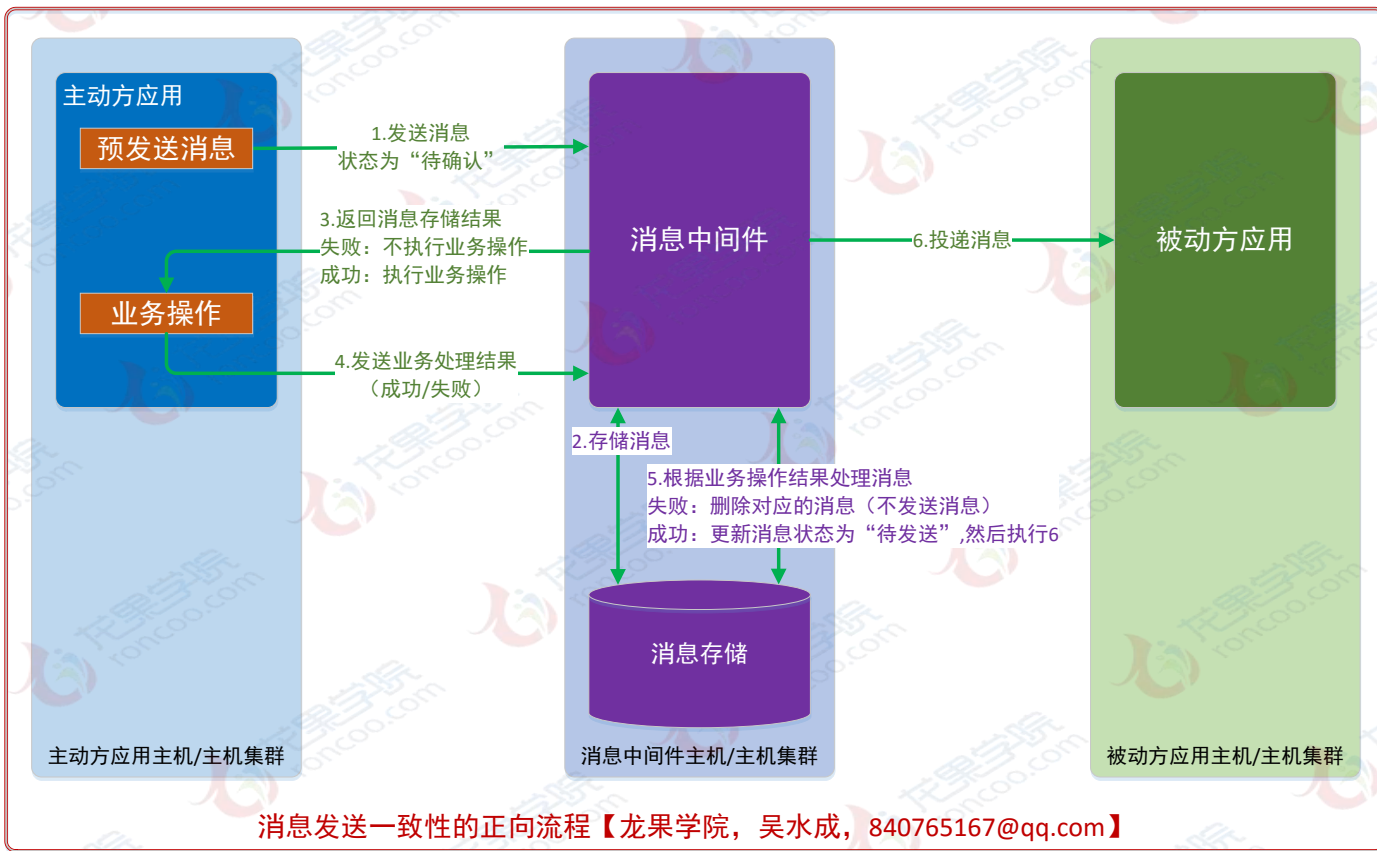 主动方应用
预发送消息
1.发送消息
状态为“待确认”
3.返回消息存储结果
失败：不执行业务操作
成功：执行业务操作
业务操作
4.发送业务处理结果
（成功/失败）
消息中间件
6.投递消息
被动方应用
2.存储消息
5.根据业务操作结果处理消息
失败：删除对应的消息（不发送消息）
成功：更新消息状态为“待发送”,然后执行6
消息存储
主动方应用主机/主机集群
消息中间件主机/主机集群
被动方应用主机/主机集群
消息发送一致性的正向流程【龙果学院，吴水成，840765167@qq.com】
龙果学院
roncoo.com